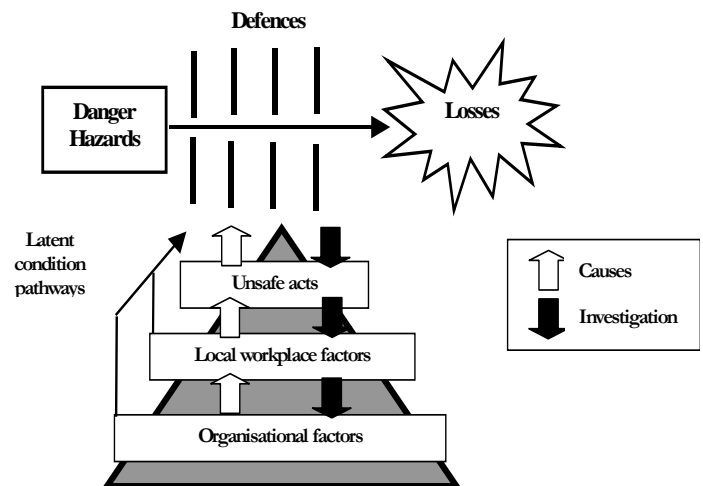 Defences
Danger
Hazards
Losses
Latent
condition
pathways
Unsafe acts
Local workplace factors
Organisational factors
Causes
Investigation